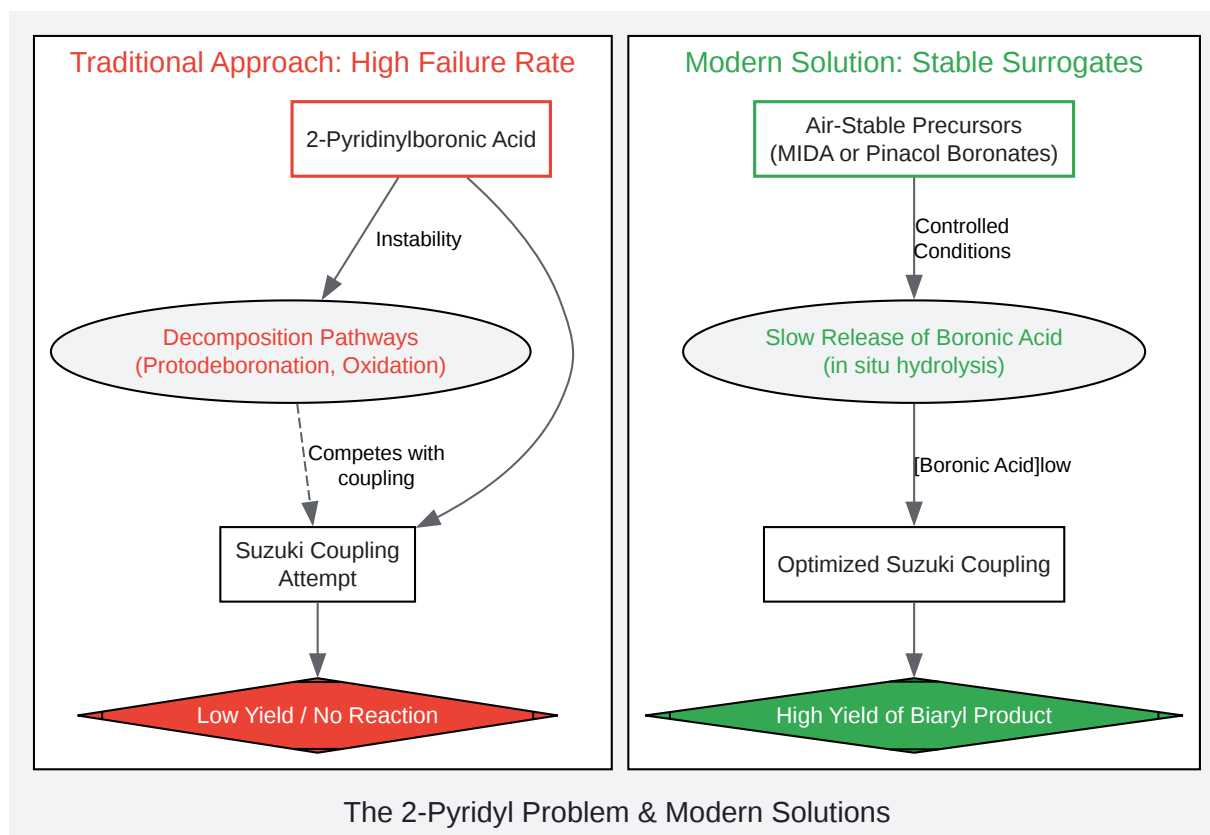 Traditional Approach: High Failure Rate
2-Pyridinylboronic Acid
Instability
Decomposition Pathways
(Protodeboronation, Oxidation)
Competes with
coupling
Suzuki Coupling
Attempt
Low Yield / No Reaction
Modern Solution: Stable Surrogates
Air-Stable Precursors
(MIDA or Pinacol Boronates)
Controlled
Conditions
Slow Release of Boronic Acid
(in situ hydrolysis)
[Boronic Acid]low
Optimized Suzuki Coupling
High Yield of Biaryl Product
The 2-Pyridyl Problem & Modern Solutions